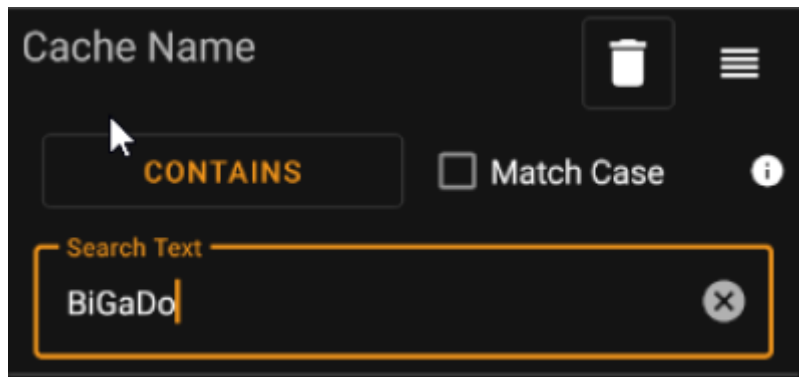 Cache Name
CONTAINS
Match Case
Search Text
BiGaDo